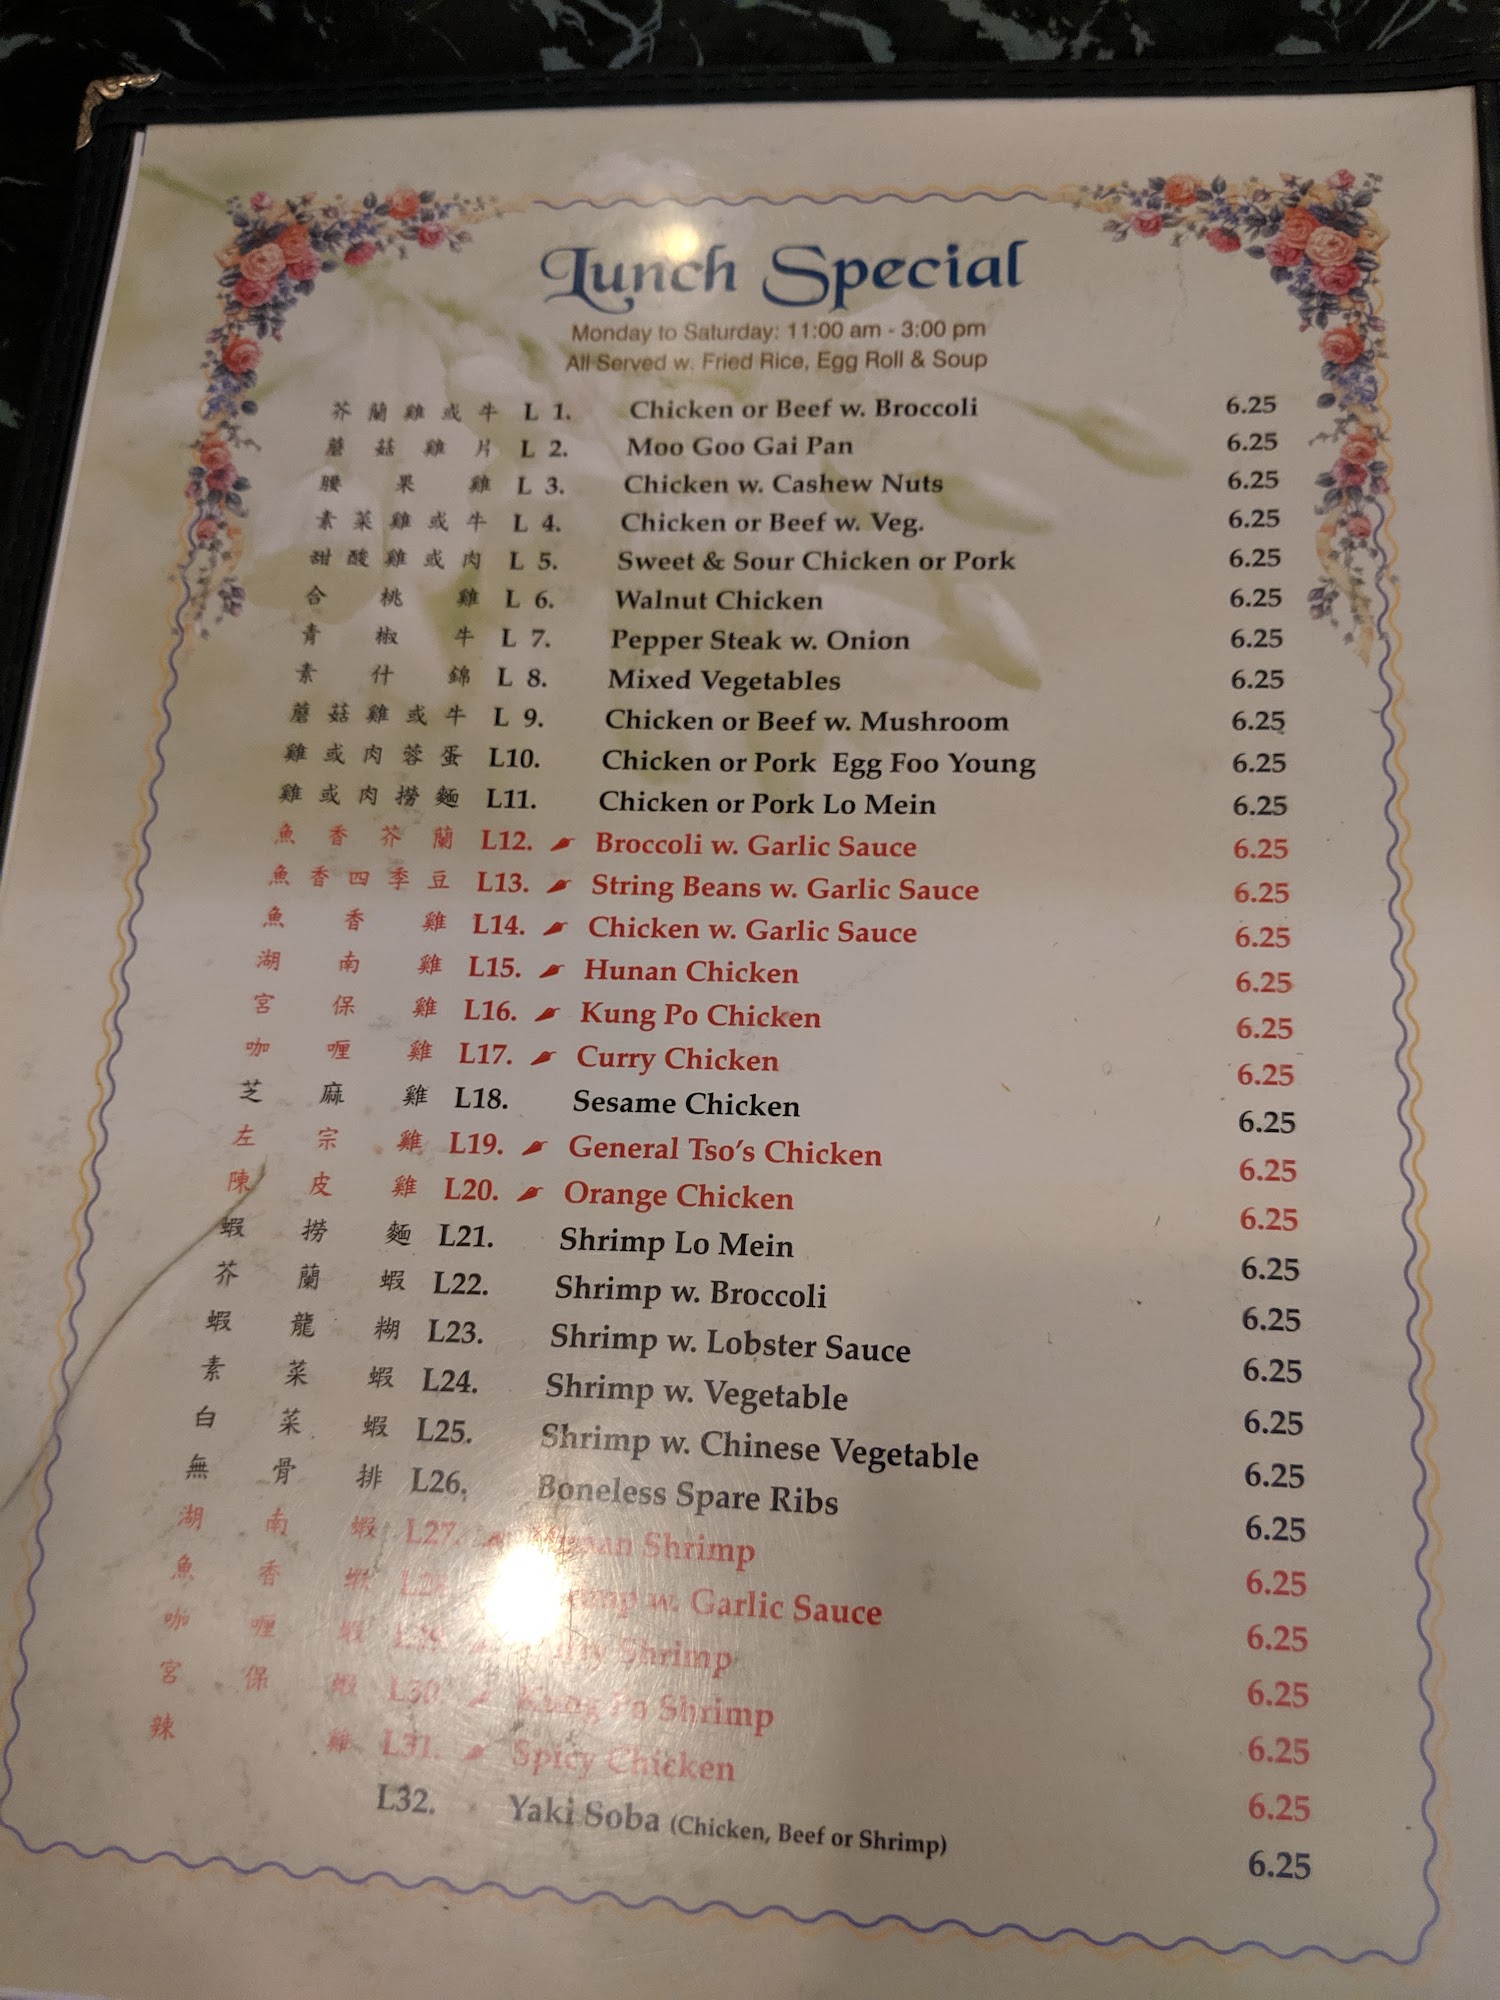 Lunch Special
Monday to Saturday: 11:00 am - 3:00 pm
All Served w. Fried Rice, Egg Roll & Soup
芥蘭雞或牛 L 1. Chicken or Beef w. Broccoli 6.25
蘑菇雞片 L 2. Moo Goo Gai Pan 6.25
腰果雞 L 3. Chicken w. Cashew Nuts 6.25
素菜雞或牛 L 4. Chicken or Beef w. Veg. 6.25
甜酸雞或肉 L 5. Sweet & Sour Chicken or Pork 6.25
合桃雞 L 6. Walnut Chicken 6.25
青椒牛 L 7. Pepper Steak w. Onion 6.25
素什錦 L 8. Mixed Vegetables 6.25
蘑菇雞或牛 L 9. Chicken or Beef w. Mushroom 6.25
雞或肉蓉蛋 L10. Chicken or Pork Egg Foo Young 6.25
雞或肉撈麵 L11. Chicken or Pork Lo Mein 6.25
魚香芥蘭 L12. Broccoli w. Garlic Sauce 6.25
魚香四季豆 L13. String Beans w. Garlic Sauce 6.25
魚香雞 L14. Chicken w. Garlic Sauce 6.25
湖南雞 L15. Hunan Chicken 6.25
宮保雞 L16. Kung Po Chicken 6.25
咖喱雞 L17. Curry Chicken 6.25
芝麻雞 L18. Sesame Chicken 6.25
左宗雞 L19. General Tso's Chicken 6.25
陳皮雞 L20. Orange Chicken 6.25
蝦撈麵 L21. Shrimp Lo Mein 6.25
芥蘭蝦 L22. Shrimp w. Broccoli 6.25
蝦龍糊 L23. Shrimp w. Lobster Sauce 6.25
素菜蝦 L24. Shrimp w. Vegetable 6.25
白菜蝦 L25. Shrimp w. Chinese Vegetable 6.25
無骨排 L26. Boneless Spare Ribs 6.25
湖南蝦 L27. Hunan Shrimp 6.25
魚香蝦 L28. Shrimp w. Garlic Sauce 6.25
咖喱蝦 L29. Curry Shrimp 6.25
宮保蝦 L30. Kung Po Shrimp 6.25
辣雞 L31. Spicy Chicken 6.25
L32. Yaki Soba (Chicken, Beef or Shrimp) 6.25